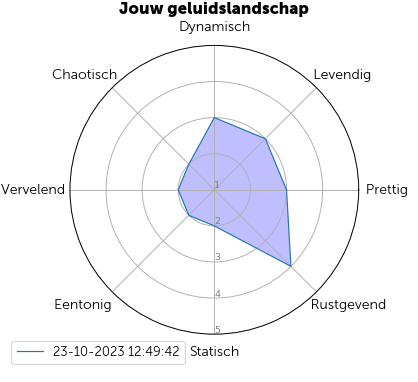 Jouw geluidslandschap
Dynamisch
Chaotisch
Levendig
Vervelend
1
Prettig
2
3
4
Eentonig
Rustgevend
5
23-10-2023 12:49:42
Statisch